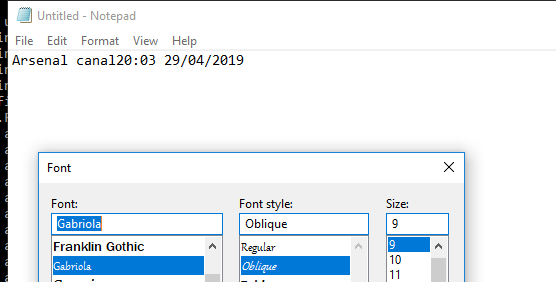 Untitled - Notepad
File Edit Format View Help
Arsenal canal20:03 29/04/2019
Font
Font: Font style: Size:
Gabriola Oblique 9
Franklin Gothic Regular 9
Gabriola Oblique 10
11